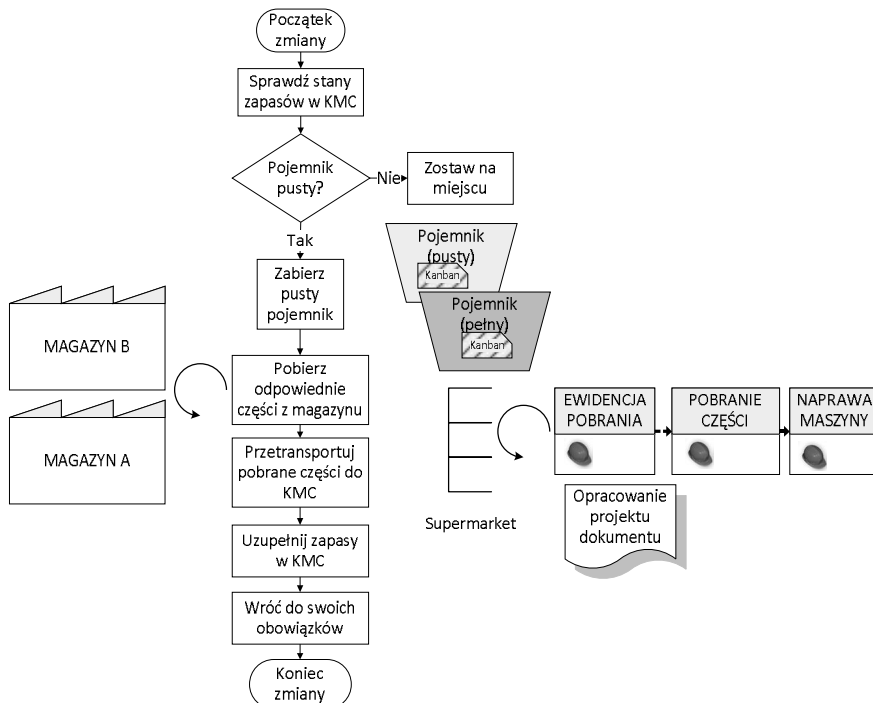 Początek
zmiany
Sprawdź stany
zapasów w KMC
Pojemnik
pusty?
Nie
Zostaw na
miejscu
Tak
Zabierz
pusty
pojemnik
Pojemnik
(pusty)
Kanban
Pojemnik
(pełny)
Kanban
MAGAZYN B
MAGAZYN A
Pobierz
odpowiednie
części z magazynu
Przetransportuj
pobrane części do
KMC
Uzupełnij zapasy
w KMC
Wróć do swoich
obowiązków
Koniec
zmiany
Supermarket
EWIDENCJA
POBRANIA
POBRANIE
CZĘŚCI
NAPRAWA
MASZYNY
Opracowanie
projektu
dokumentu